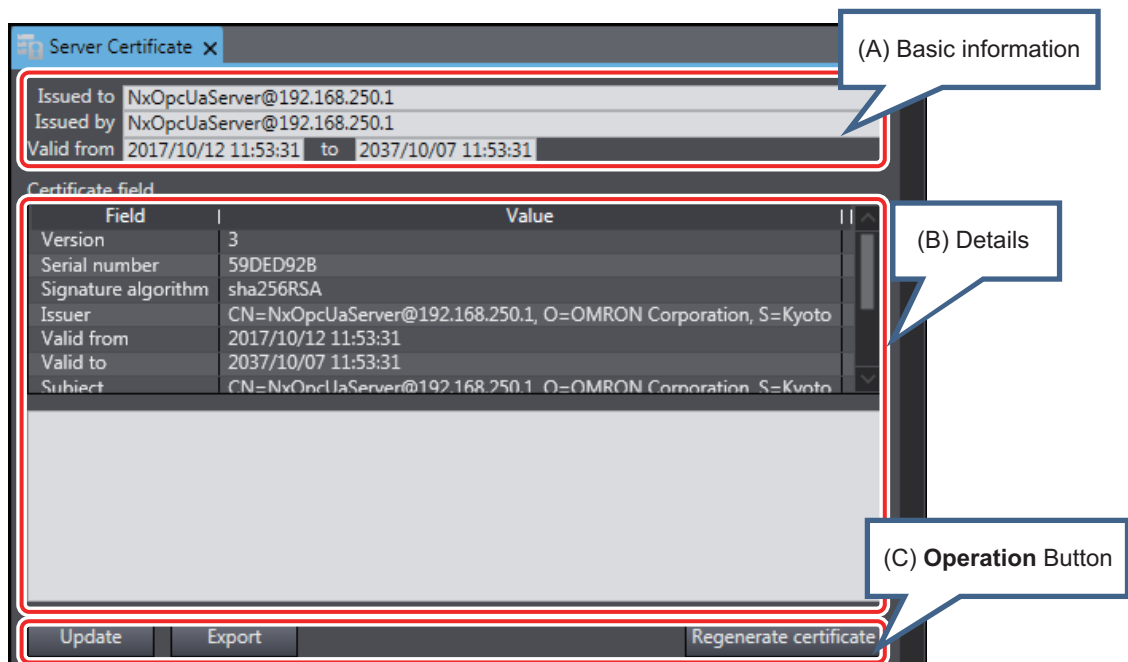 Server Certificate
(A) Basic information
Issued to NxOpcUaServer@192.168.250.1
Issued by NxOpcUaServer@192.168.250.1
Valid from 2017/10/12 11:53:31 to 2037/10/07 11:53:31
Certificate field
Field Value
Version 3
Serial number 59DED92B
Signature algorithm sha256RSA
Issuer CN=NxOpcUaServer@192.168.250.1, O=OMRON Corporation, S=Kyoto
Valid from 2017/10/12 11:53:31
Valid to 2037/10/07 11:53:31
Subject CN=NxOpcUaServer@192.168.250.1, O=OMRON Corporation, S=Kyoto
(B) Details
(C) Operation Button
Update Export Regenerate certificate